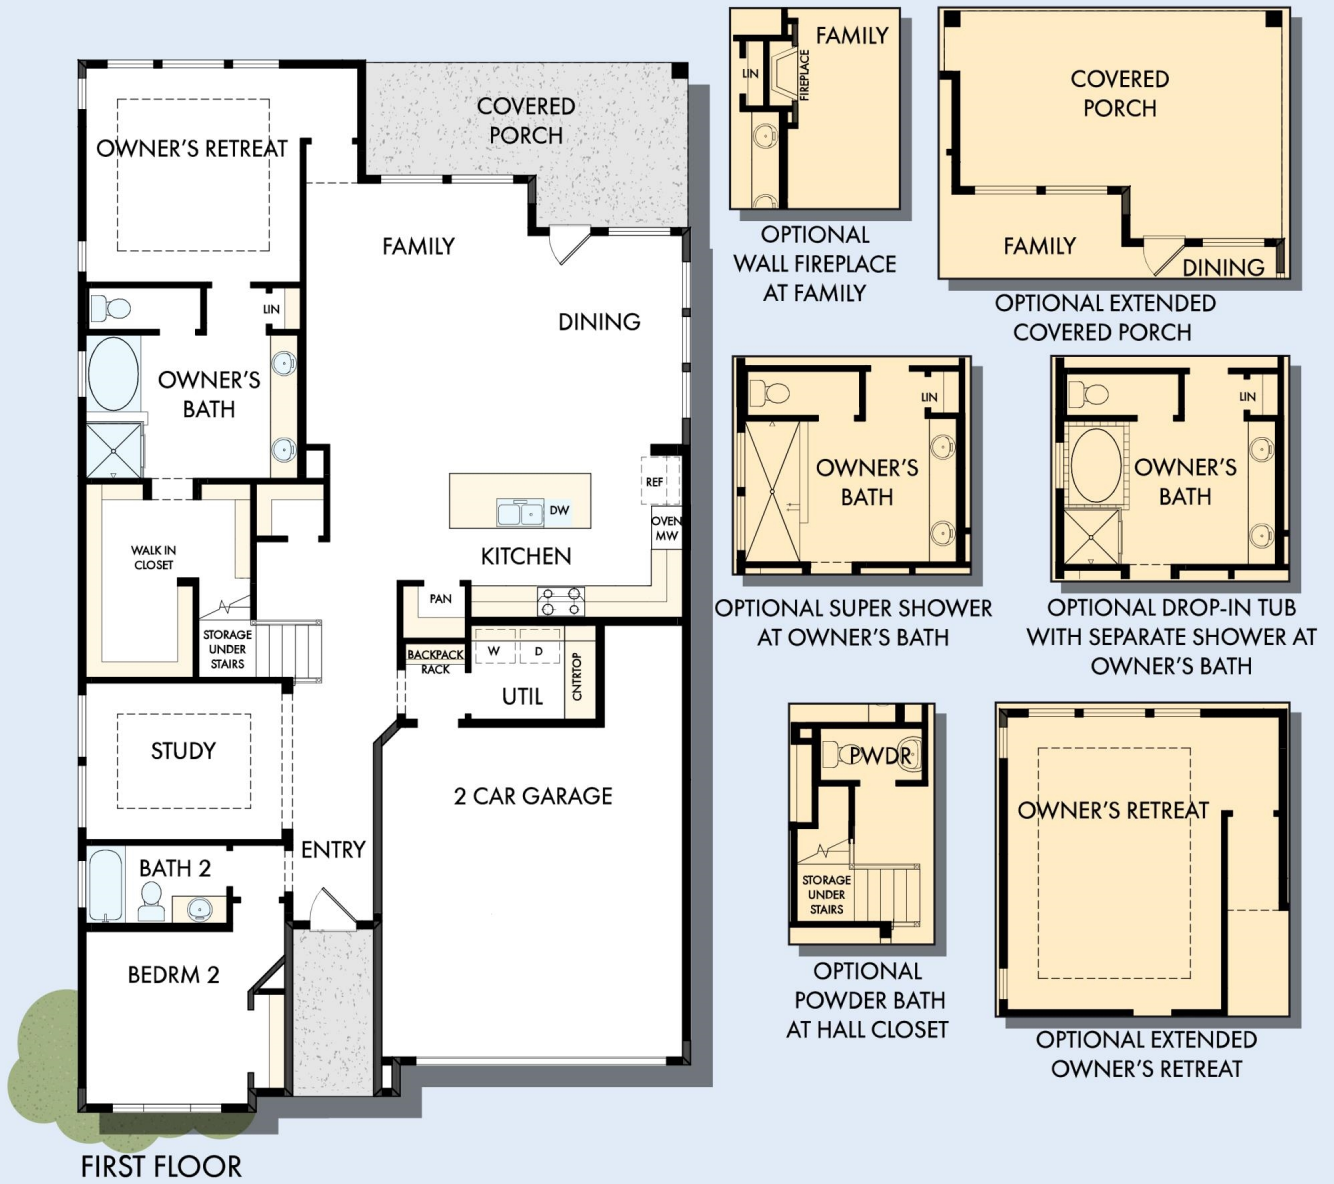 COVERED
PORCH
OWNER'S RETREAT
FAMILY
DINING
LIN
OWNER'S
BATH
REF
DW
OVEN
MW
KITCHEN
WALK IN
CLOSET
PAN
STORAGE
UNDER
STAIRS
BACKPACK
RACK
W
D
CNTRTOP
UTIL
STUDY
2 CAR GARAGE
ENTRY
BATH 2
BEDRM 2
FIRST FLOOR
FAMILY
LIN
FIREPLACE
OPTIONAL
WALL FIREPLACE
AT FAMILY
COVERED
PORCH
FAMILY
DINING
OPTIONAL EXTENDED
COVERED PORCH
LIN
OWNER'S
BATH
OPTIONAL SUPER SHOWER
AT OWNER'S BATH
LIN
OWNER'S
BATH
OPTIONAL DROP-IN TUB
WITH SEPARATE SHOWER AT
OWNER'S BATH
PWDR
STORAGE
UNDER
STAIRS
OPTIONAL
POWDER BATH
AT HALL CLOSET
OWNER'S RETREAT
OPTIONAL EXTENDED
OWNER'S RETREAT